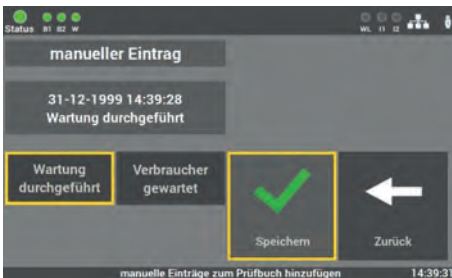 Status B1 B2 W WL I1 I2
manueller Eintrag
31-12-1999 14:39:28
Wartung durchgeführt
Wartung
durchgeführt
Verbraucher
gewartet
Speichern
Zurück
manuelle Einträge zum Prüfbuch hinzufügen 14:39:31